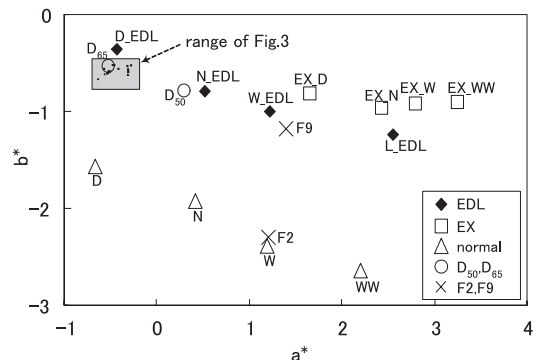 0
D_EDL
range of Fig.3
D₆₅
N_EDL
D₅₀
W_EDL
EX_D
EX_N
EX_W
EX_WW
F9
L_EDL
-1
b*
D
N
-2
F2
W
WW
EDL
EX
normal
D₅₀,D₆₅
F2,F9
-3
-1 0 1 2 3 4
a*